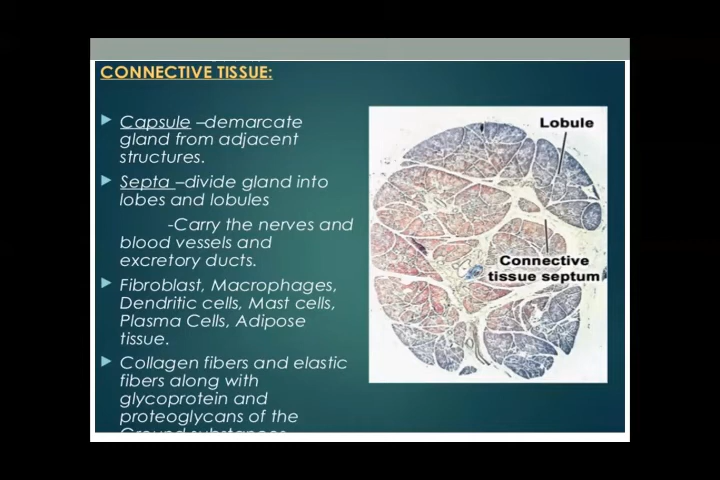 CONNECTIVE TISSUE:
Capsule –demarcate
gland from adjacent
structures.
Septa –divide gland into
lobes and lobules
-Carry the nerves and
blood vessels and
excretory ducts.
Fibroblast, Macrophages,
Dendritic cells, Mast cells,
Plasma Cells, Adipose
tissue.
Collagen fibers and elastic
fibers along with
glycoprotein and
proteoglycans of the
Ground substances
Lobule
Connective
tissue septum